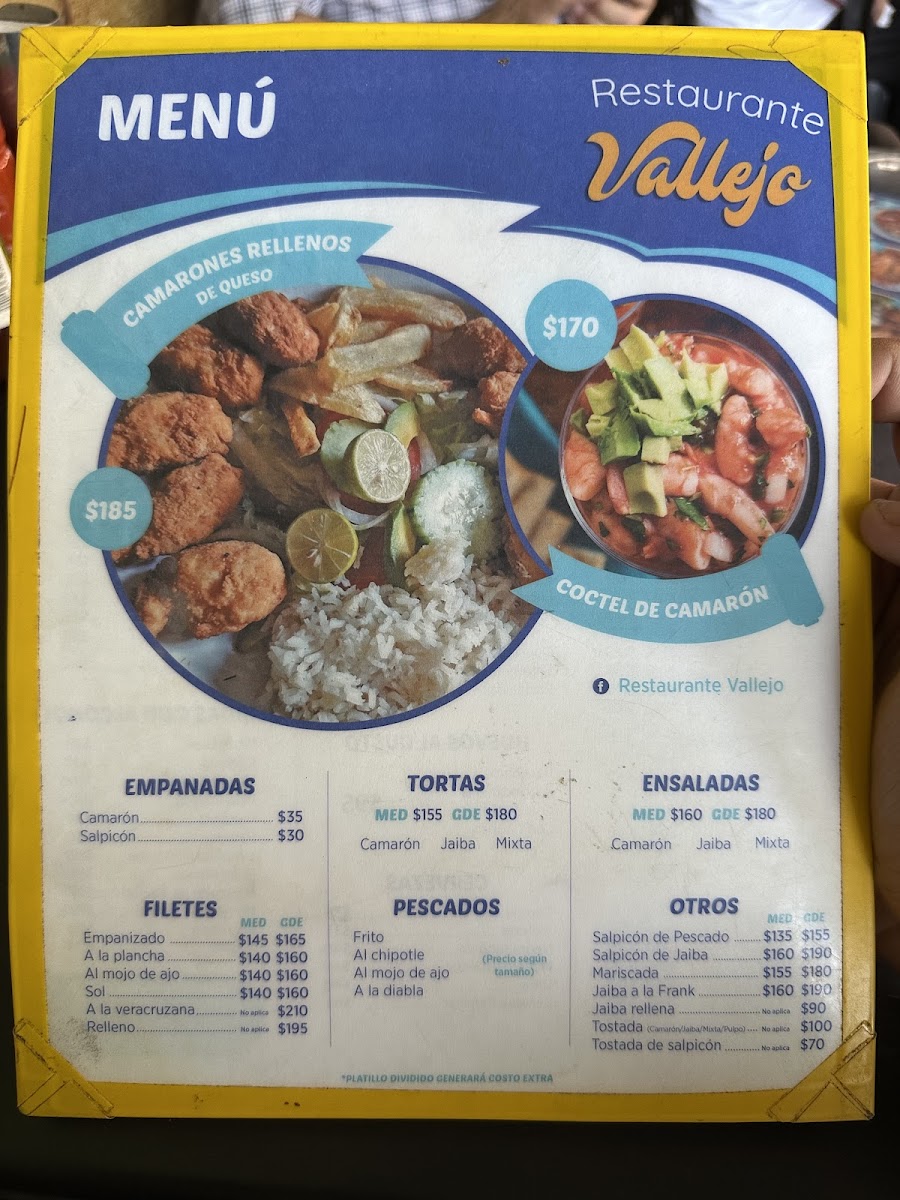 MENÚ
Restaurante
Vallejo
CAMARONES RELLENOS
DE QUESO
$170
$185
COCTEL DE CAMARÓN
Restaurante Vallejo
EMPANADAS
Camarón $35
Salpicón $30
TORTAS
MED $155 GDE $180
Camarón Jaiba Mixta
ENSALADAS
MED $160 GDE $180
Camarón Jaiba Mixta
FILETES
MED GDE
Empanizado $145 $165
A la plancha $140 $160
Al mojo de ajo $140 $160
Sol $140 $160
A la veracruzana No aplica $210
Relleno No aplica $195
PESCADOS
Frito
Al chipotle
Al mojo de ajo
A la diabla
(Precio según
tamaño)
OTROS
MED GDE
Salpicón de Pescado $135 $155
Salpicón de Jaiba $160 $190
Mariscada $155 $180
Jaiba a la Frank $160 $190
Jaiba rellena No aplica $90
Tostada (Camarón/Jaiba/Mixta/Pulpo) No aplica $100
Tostada de salpicón No aplica $70
*PLATILLO DIVIDIDO GENERARÁ COSTO EXTRA